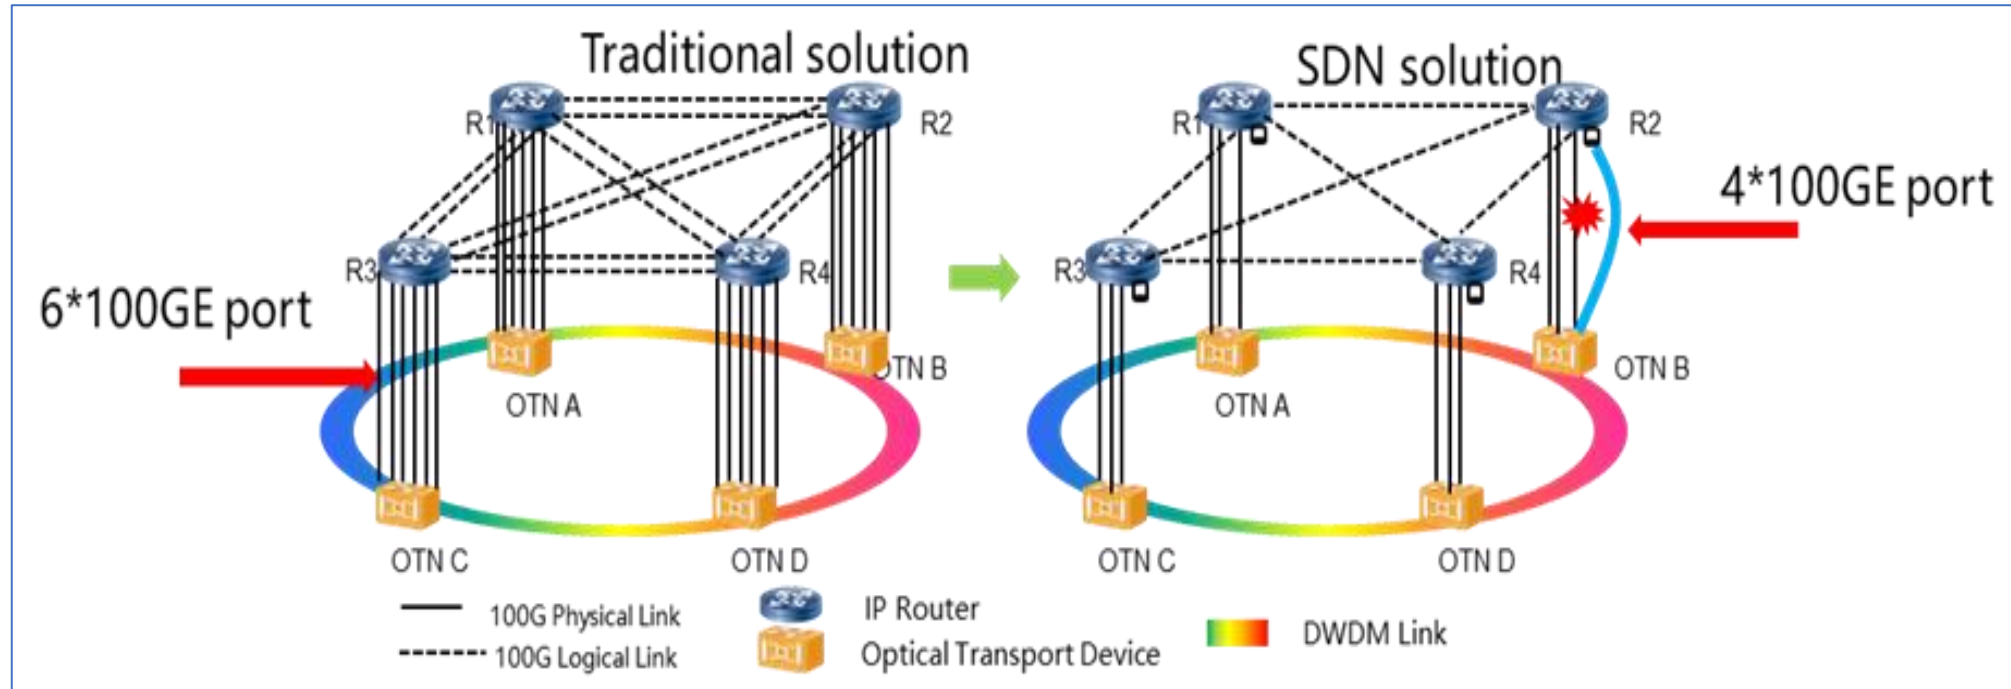 Traditional solution
SDN solution
R1
R2
R1
R2
4*100GE port
R3
R4
R3
R4
6*100GE port
OTN B
OTN B
OTN A
OTN A
OTN C
OTN D
OTN C
OTN D
100G Physical Link
IP Router
DWDM Link
100G Logical Link
Optical Transport Device